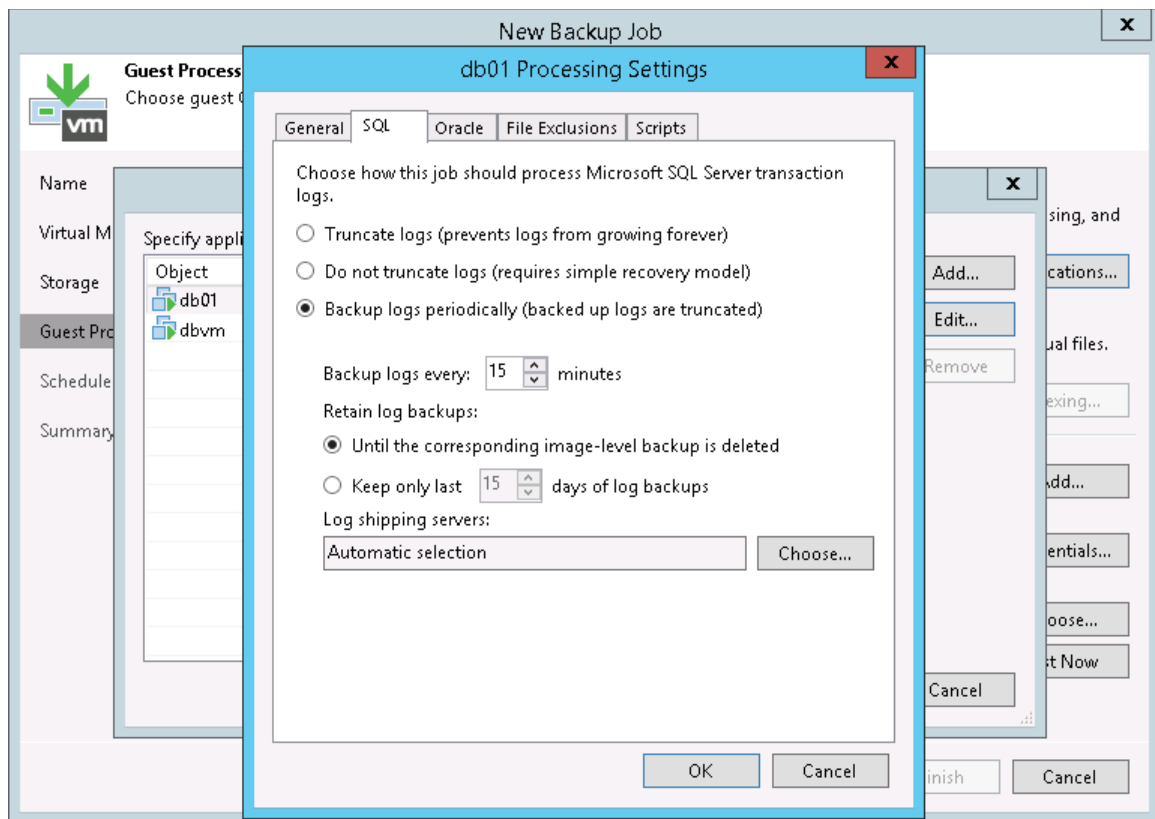 New Backup Job
x
vm
Guest Process
Choose guest
Name
Virtual M
Storage
Guest Prc
Schedule
Summary
x
Specify appli
Object
db01
dbvm
Add...
Edit...
Remove
Cancel
sing, and
cations...
ual files.
exing...
dd...
entials...
oose...
st Now
inish
Cancel
db01 Processing Settings
x
General
SQL
Oracle
File Exclusions
Scripts
Choose how this job should process Microsoft SQL Server transaction
logs.
Truncate logs (prevents logs from growing forever)
Do not truncate logs (requires simple recovery model)
Backup logs periodically (backed up logs are truncated)
Backup logs every: 15 minutes
Retain log backups:
Until the corresponding image-level backup is deleted
Keep only last 15 days of log backups
Log shipping servers:
Automatic selection
Choose...
OK
Cancel